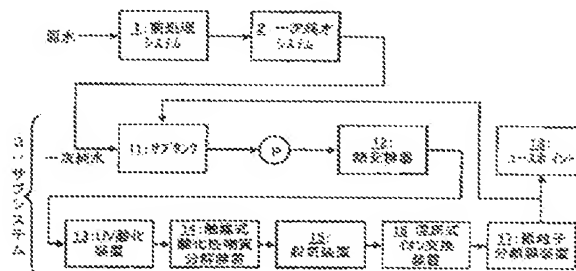 原水
1:前処理
システム
2:一次純水
システム
3:サブシステム
一次純水
11:サブタンク
P
12:
熱交換器
18:
ユースポイント
13:UV酸化
装置
14:触媒式
酸化性物質
分解装置
15:
脱気装置
16:混床式
イオン交換
装置
17:微粒子
分離膜装置